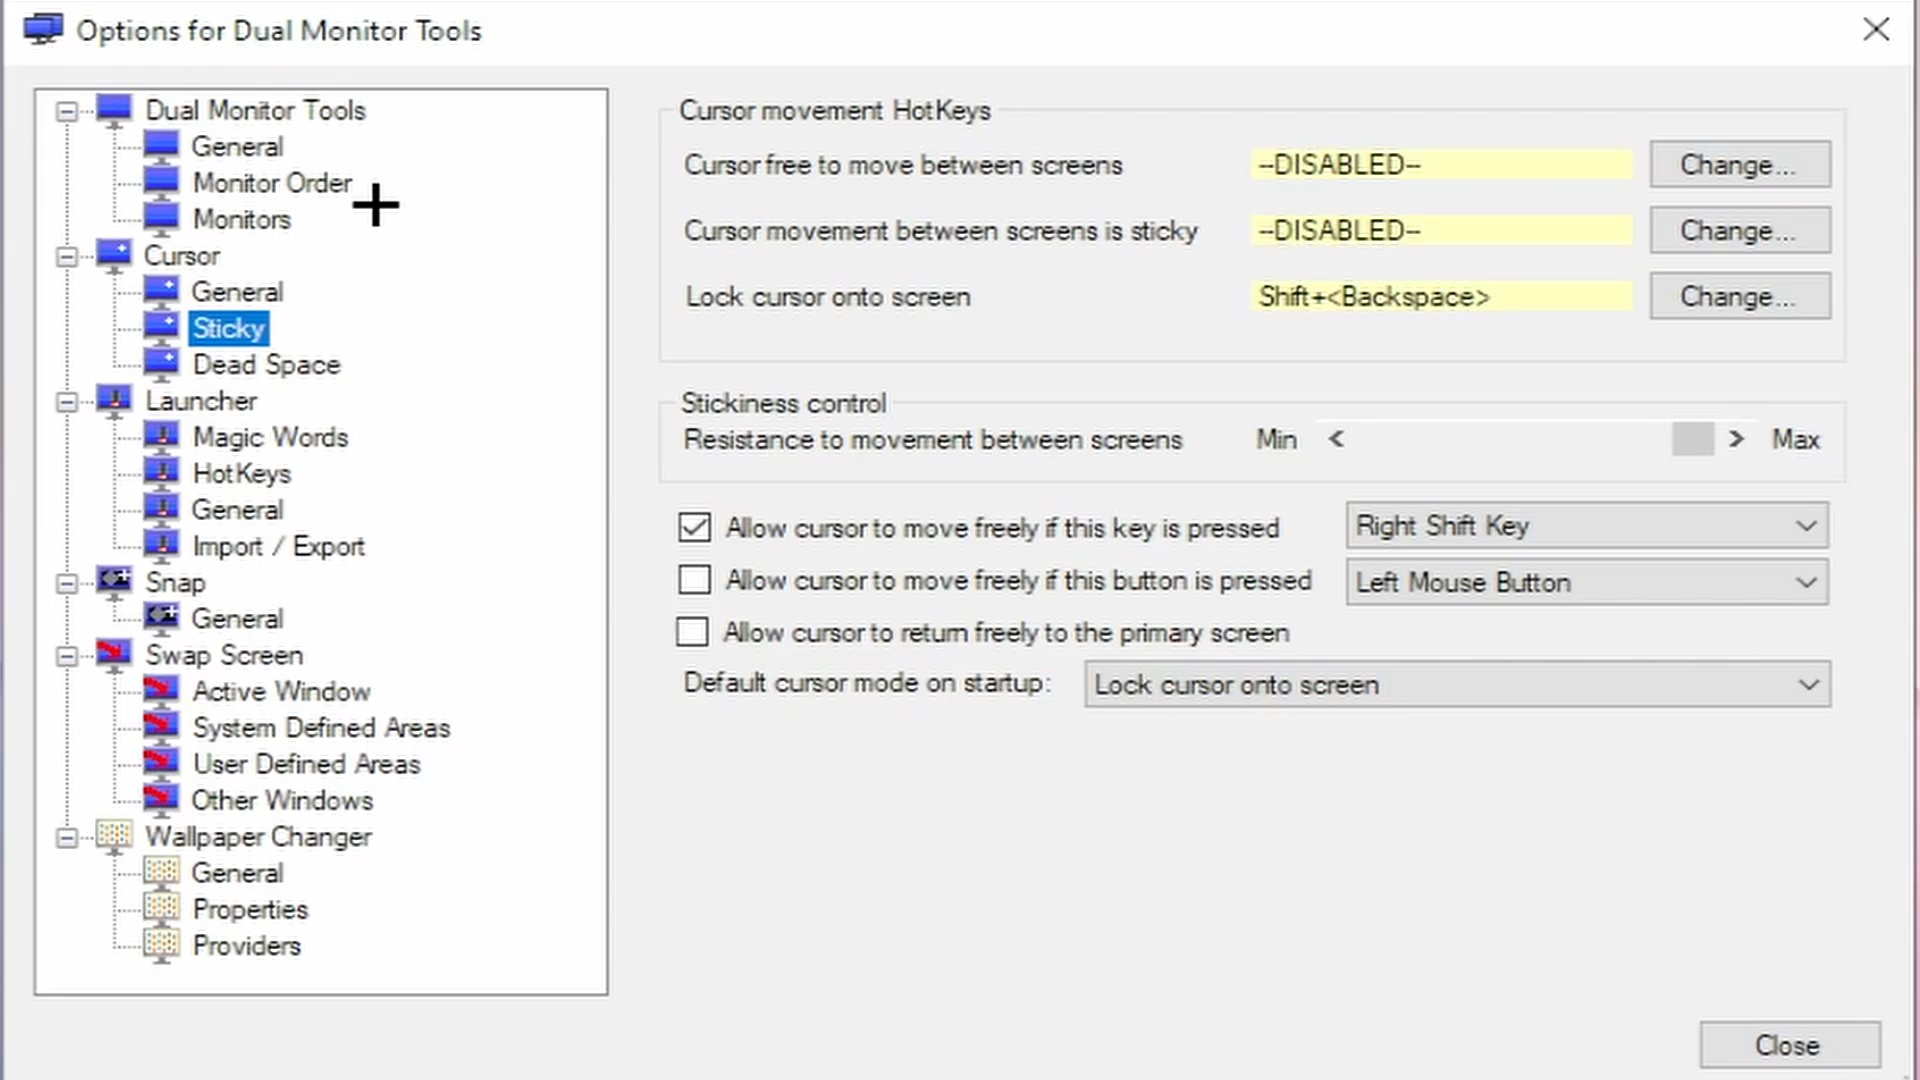 Options for Dual Monitor Tools
Dual Monitor Tools
General
Monitor Order
Monitors
Cursor
General
Sticky
Dead Space
Launcher
Magic Words
HotKeys
General
Import / Export
Snap
General
Swap Screen
Active Window
System Defined Areas
User Defined Areas
Other Windows
Wallpaper Changer
General
Properties
Providers
Cursor movement HotKeys
Cursor free to move between screens --DISABLED-- Change...
Cursor movement between screens is sticky --DISABLED-- Change...
Lock cursor onto screen Shift+<Backspace> Change...
Stickiness control
Resistance to movement between screens Min < > Max
Allow cursor to move freely if this key is pressed Right Shift Key
Allow cursor to move freely if this button is pressed Left Mouse Button
Allow cursor to return freely to the primary screen
Default cursor mode on startup: Lock cursor onto screen
Close